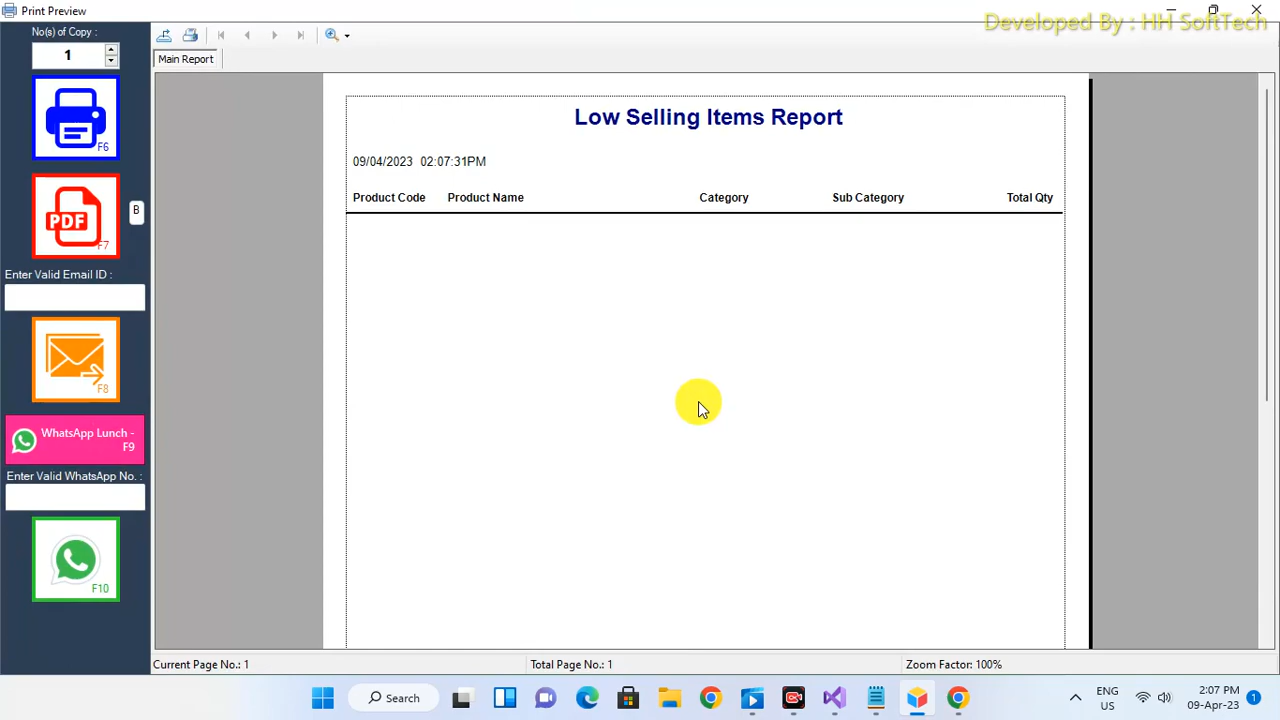 Print Preview
Developed By : HH SoftTech
No(s) of Copy :
1
Main Report
F6
B
PDF
F7
Enter Valid Email ID :
F8
WhatsApp Lunch -
F9
Enter Valid WhatsApp No. :
F10
Low Selling Items Report
09/04/2023 02:07:31PM
Product Code Product Name Category Sub Category Total Qty
Current Page No.: 1 Total Page No.: 1 Zoom Factor: 100%
Search
ENG
US
2:07 PM
09-Apr-23
1